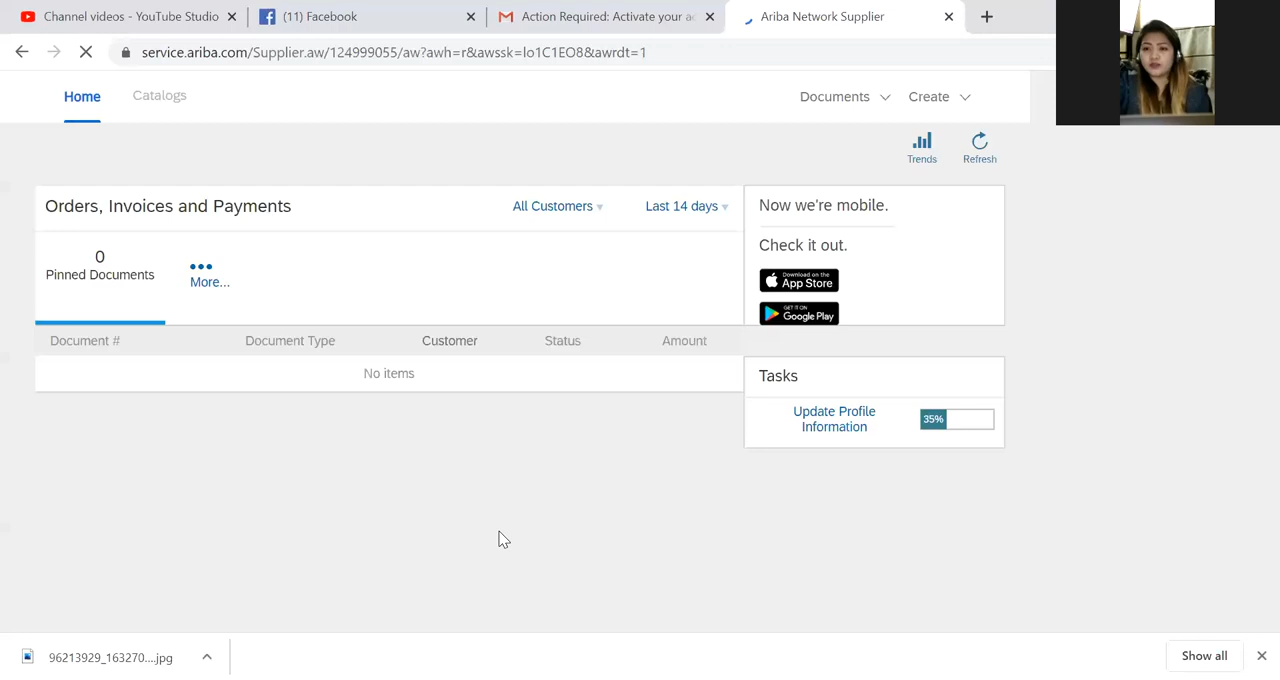 Channel videos - YouTube Studio
(11) Facebook
Action Required: Activate your ac
Ariba Network Supplier
service.ariba.com/Supplier.aw/124999055/aw?awh=r&awssk=lo1C1EO8&awrdt=1
Home
Catalogs
Documents
Create
Trends
Refresh
Orders, Invoices and Payments
All Customers
Last 14 days
Now we're mobile.
0
Pinned Documents
More...
Check it out.
Download on the
App Store
GET IT ON
Google Play
Document #
Document Type
Customer
Status
Amount
No items
Tasks
Update Profile
Information
35%
96213929_163270....jpg
Show all